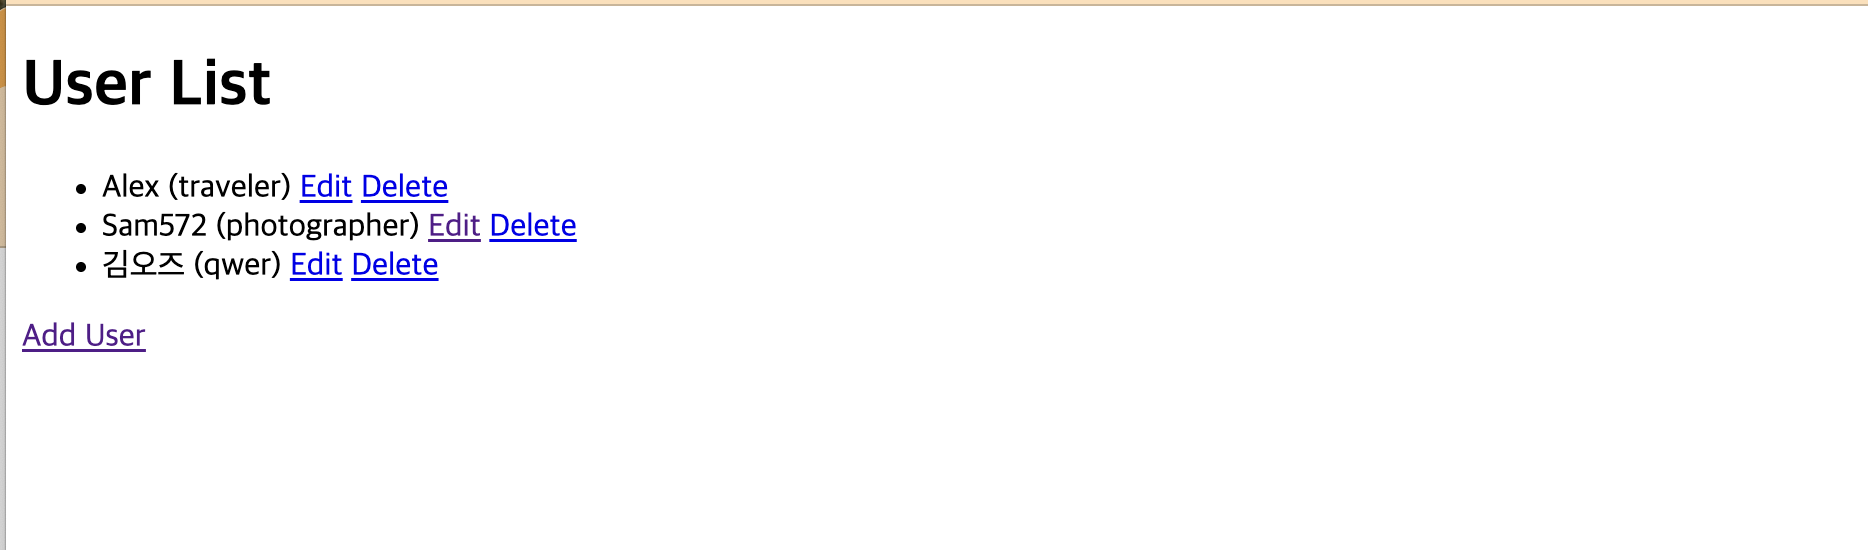 User List
Alex (traveler) Edit Delete
Sam572 (photographer) Edit Delete
김오즈 (qwer) Edit Delete
Add User